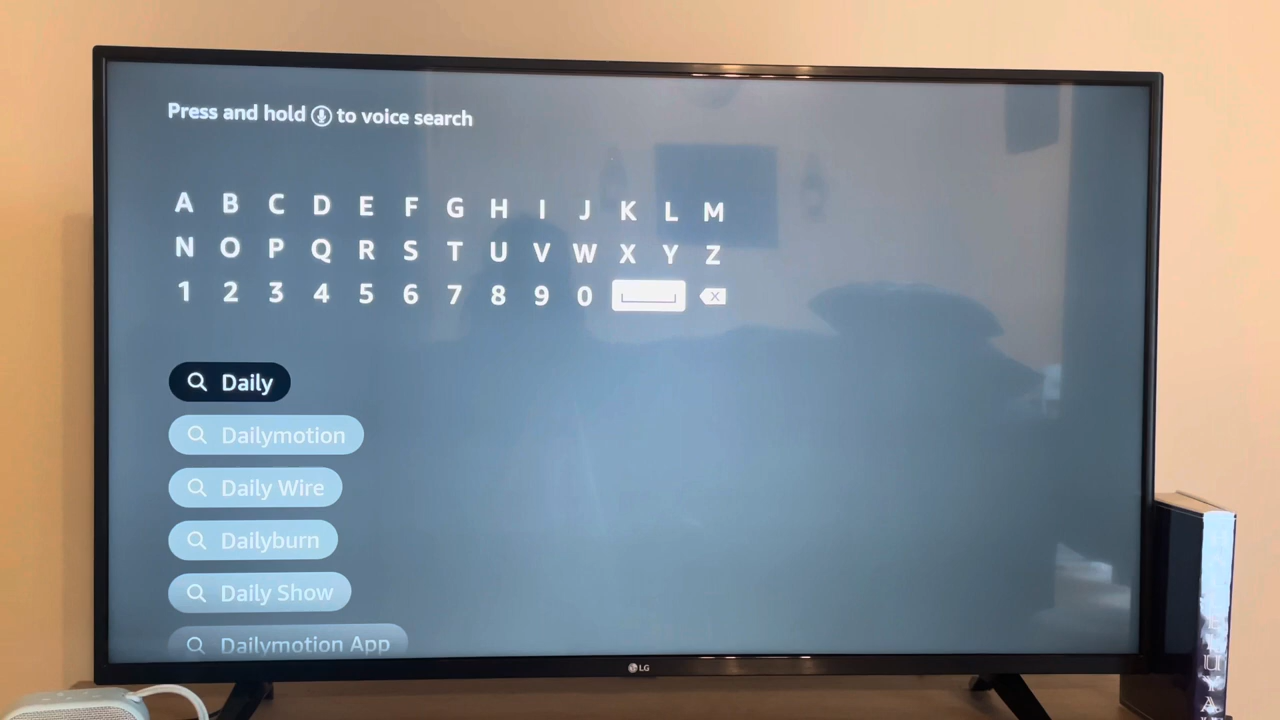 Press and hold to voice search
A B C D E F G H I J K L M
N O P Q R S T U V W X Y Z
1 2 3 4 5 6 7 8 9 0
Daily
Dailymotion
Daily Wire
Dailyburn
Daily Show
Dailymotion App
LG